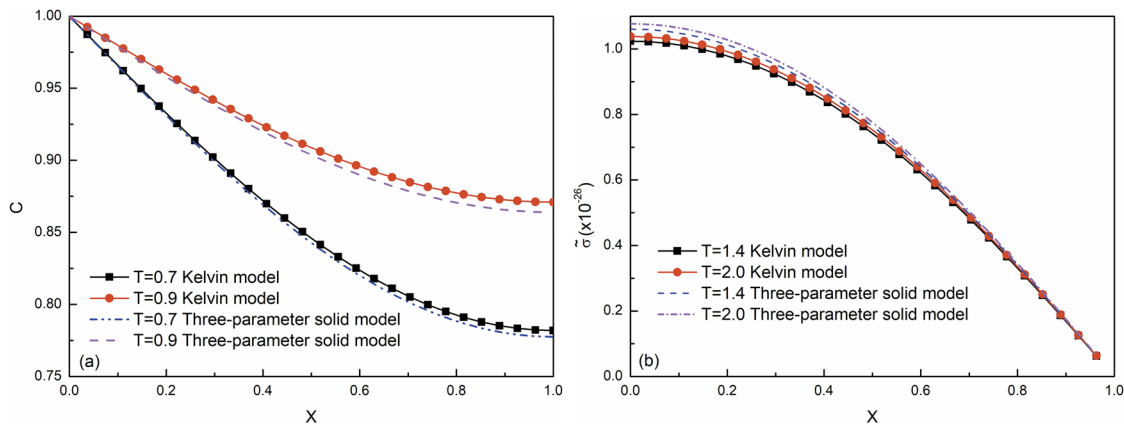 1.00
0.95
0.90
0.85
0.80
0.75
C
T=0.7 Kelvin model
T=0.9 Kelvin model
T=0.7 Three-parameter solid model
T=0.9 Three-parameter solid model
(a)
0.0 0.2 0.4 0.6 0.8 1.0
X
1.0
0.8
0.6
0.4
0.2
0.0
σ̃ (x10⁻²⁶)
T=1.4 Kelvin model
T=2.0 Kelvin model
T=1.4 Three-parameter solid model
T=2.0 Three-parameter solid model
(b)
0.0 0.2 0.4 0.6 0.8 1.0
X